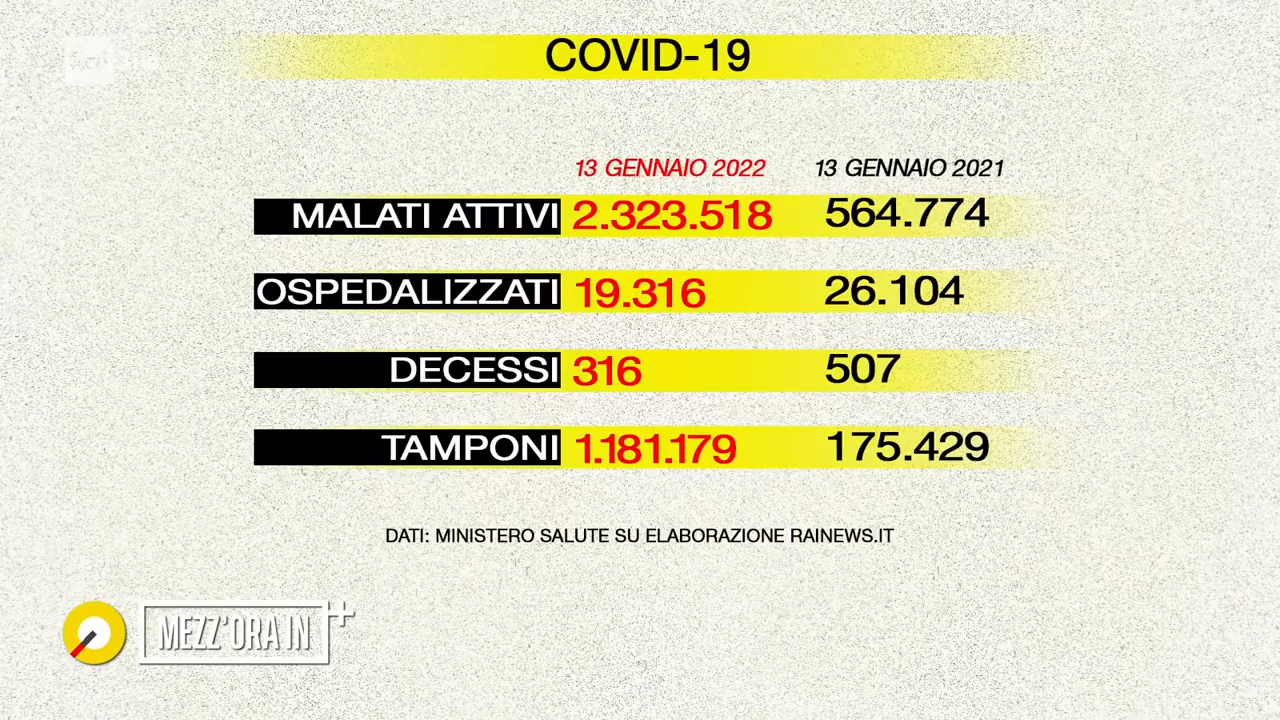 COVID-19
13 GENNAIO 2022 13 GENNAIO 2021
MALATI ATTIVI 2.323.518 564.774
OSPEDALIZZATI 19.316 26.104
DECESSI 316 507
TAMPONI 1.181.179 175.429
DATI: MINISTERO SALUTE SU ELABORAZIONE RAINEWS.IT
MEZZ'ORA IN +